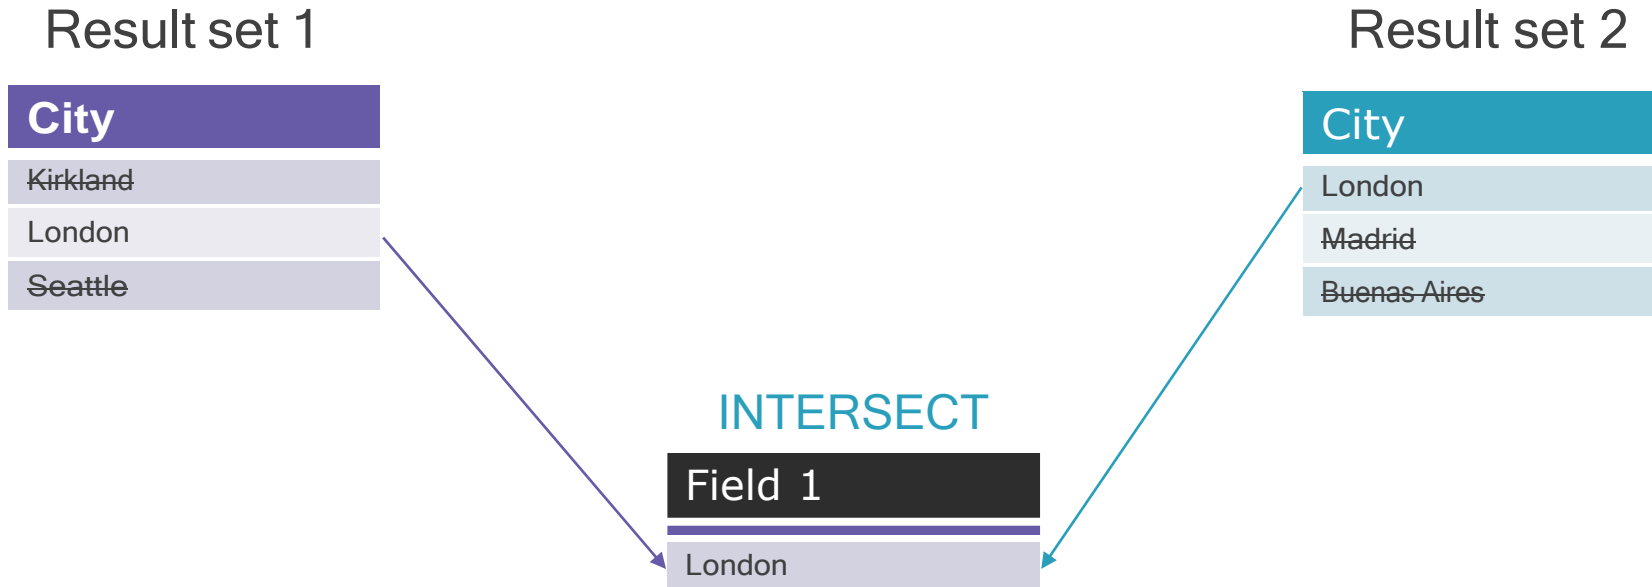 Result set 1
City
Kirkland
London
Seattle
Result set 2
City
London
Madrid
Buenas Aires
INTERSECT
Field 1
London